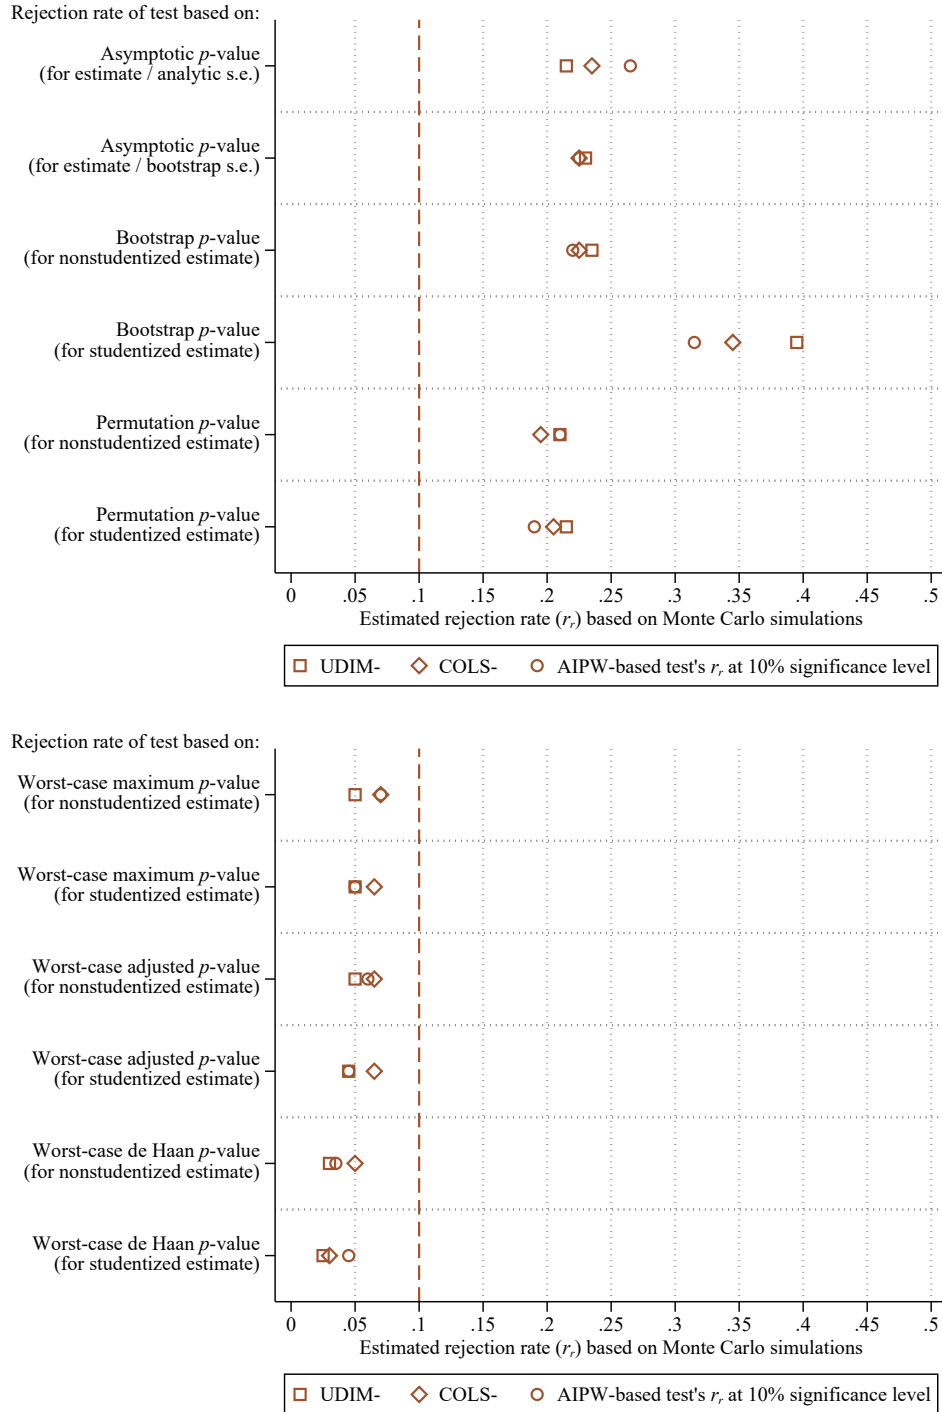 Rejection rate of test based on:
Asymptotic p-value
(for estimate / analytic s.e.)
Asymptotic p-value
(for estimate / bootstrap s.e.)
Bootstrap p-value
(for nonstudentized estimate)
Bootstrap p-value
(for studentized estimate)
Permutation p-value
(for nonstudentized estimate)
Permutation p-value
(for studentized estimate)
0 .05 .1 .15 .2 .25 .3 .35 .4 .45 .5
Estimated rejection rate (r_r) based on Monte Carlo simulations
UDIM- COLS- AIPW-based test's r_r at 10% significance level
Rejection rate of test based on:
Worst-case maximum p-value
(for nonstudentized estimate)
Worst-case maximum p-value
(for studentized estimate)
Worst-case adjusted p-value
(for nonstudentized estimate)
Worst-case adjusted p-value
(for studentized estimate)
Worst-case de Haan p-value
(for nonstudentized estimate)
Worst-case de Haan p-value
(for studentized estimate)
0 .05 .1 .15 .2 .25 .3 .35 .4 .45 .5
Estimated rejection rate (r_r) based on Monte Carlo simulations
UDIM- COLS- AIPW-based test's r_r at 10% significance level